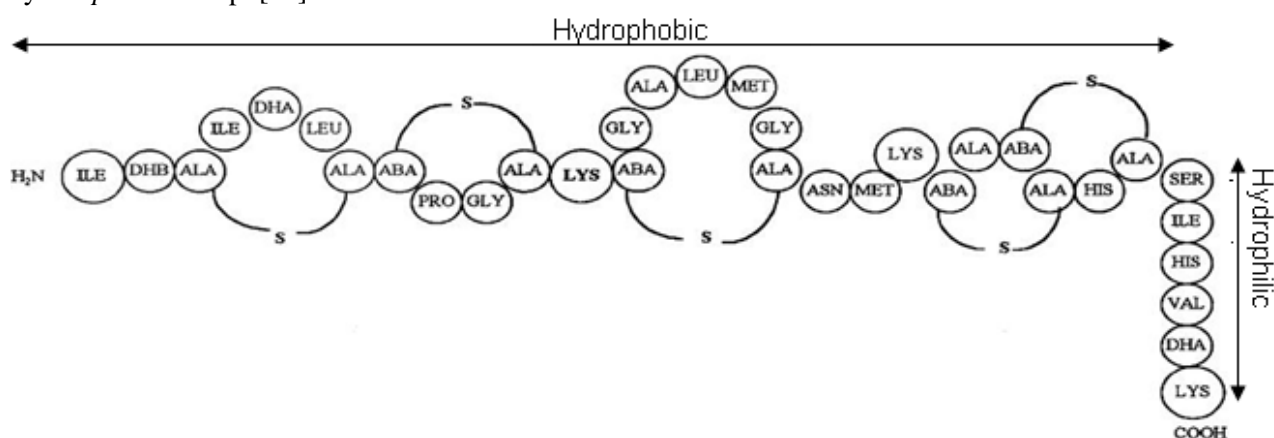 Hydrophobic
H₂N ILE DHB ALA ILE DHA LEU ALA ABA PRO GLY ALA LYS ABA GLY ALA LEU MET GLY ALA ASN MET LYS ABA ALA ABA ALA HIS ALA SER
S S S S S
ILE
HIS
VAL
DHA
LYS
COOH
Hydrophilic